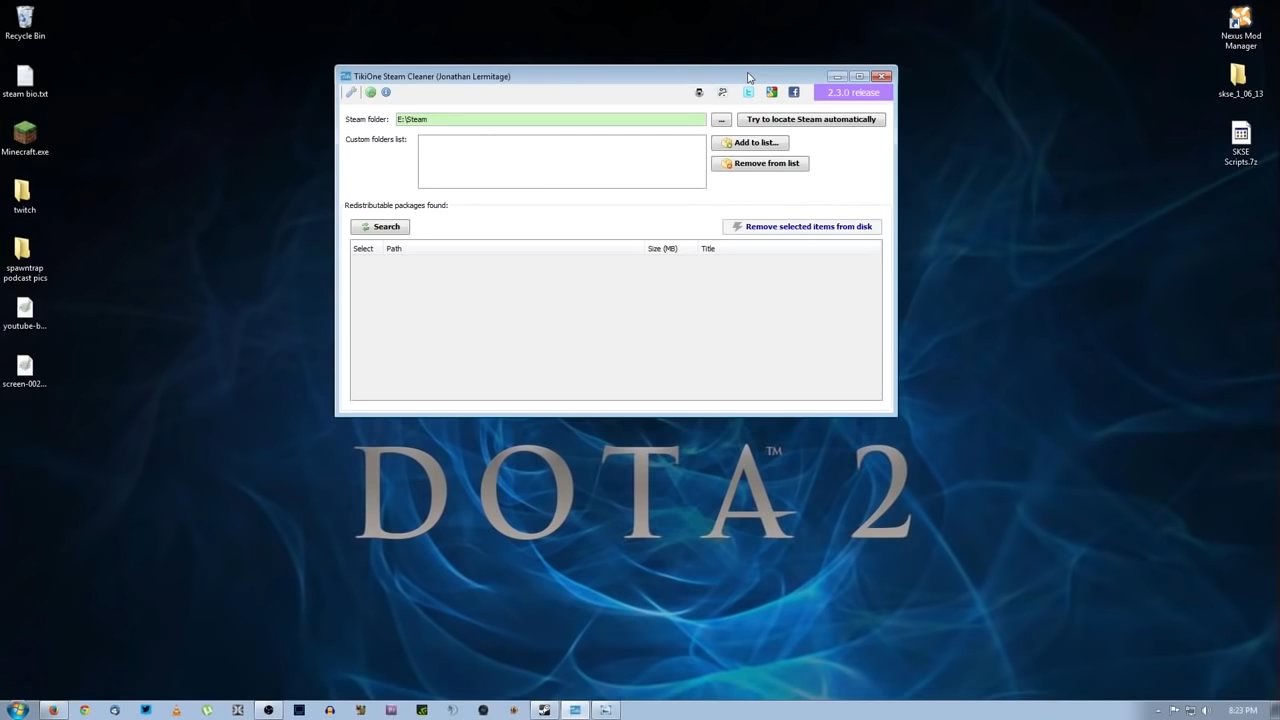 Recycle Bin
steam bio.txt
Minecraft.exe
twitch
spawntrap
podcast pics
youtube-b...
screen-002...
TikiOne Steam Cleaner (Jonathan Lermitage)
2.3.0 release
Steam folder:
E:\Steam
...
Try to locate Steam automatically
Custom folders list:
Add to list...
Remove from list
Redistributable packages found:
Search
Remove selected items from disk
Select
Path
Size (MB)
Title
DOTA™ 2
Nexus Mod
Manager
skse_1_06_13
SKSE
Scripts.7z
8:23 PM